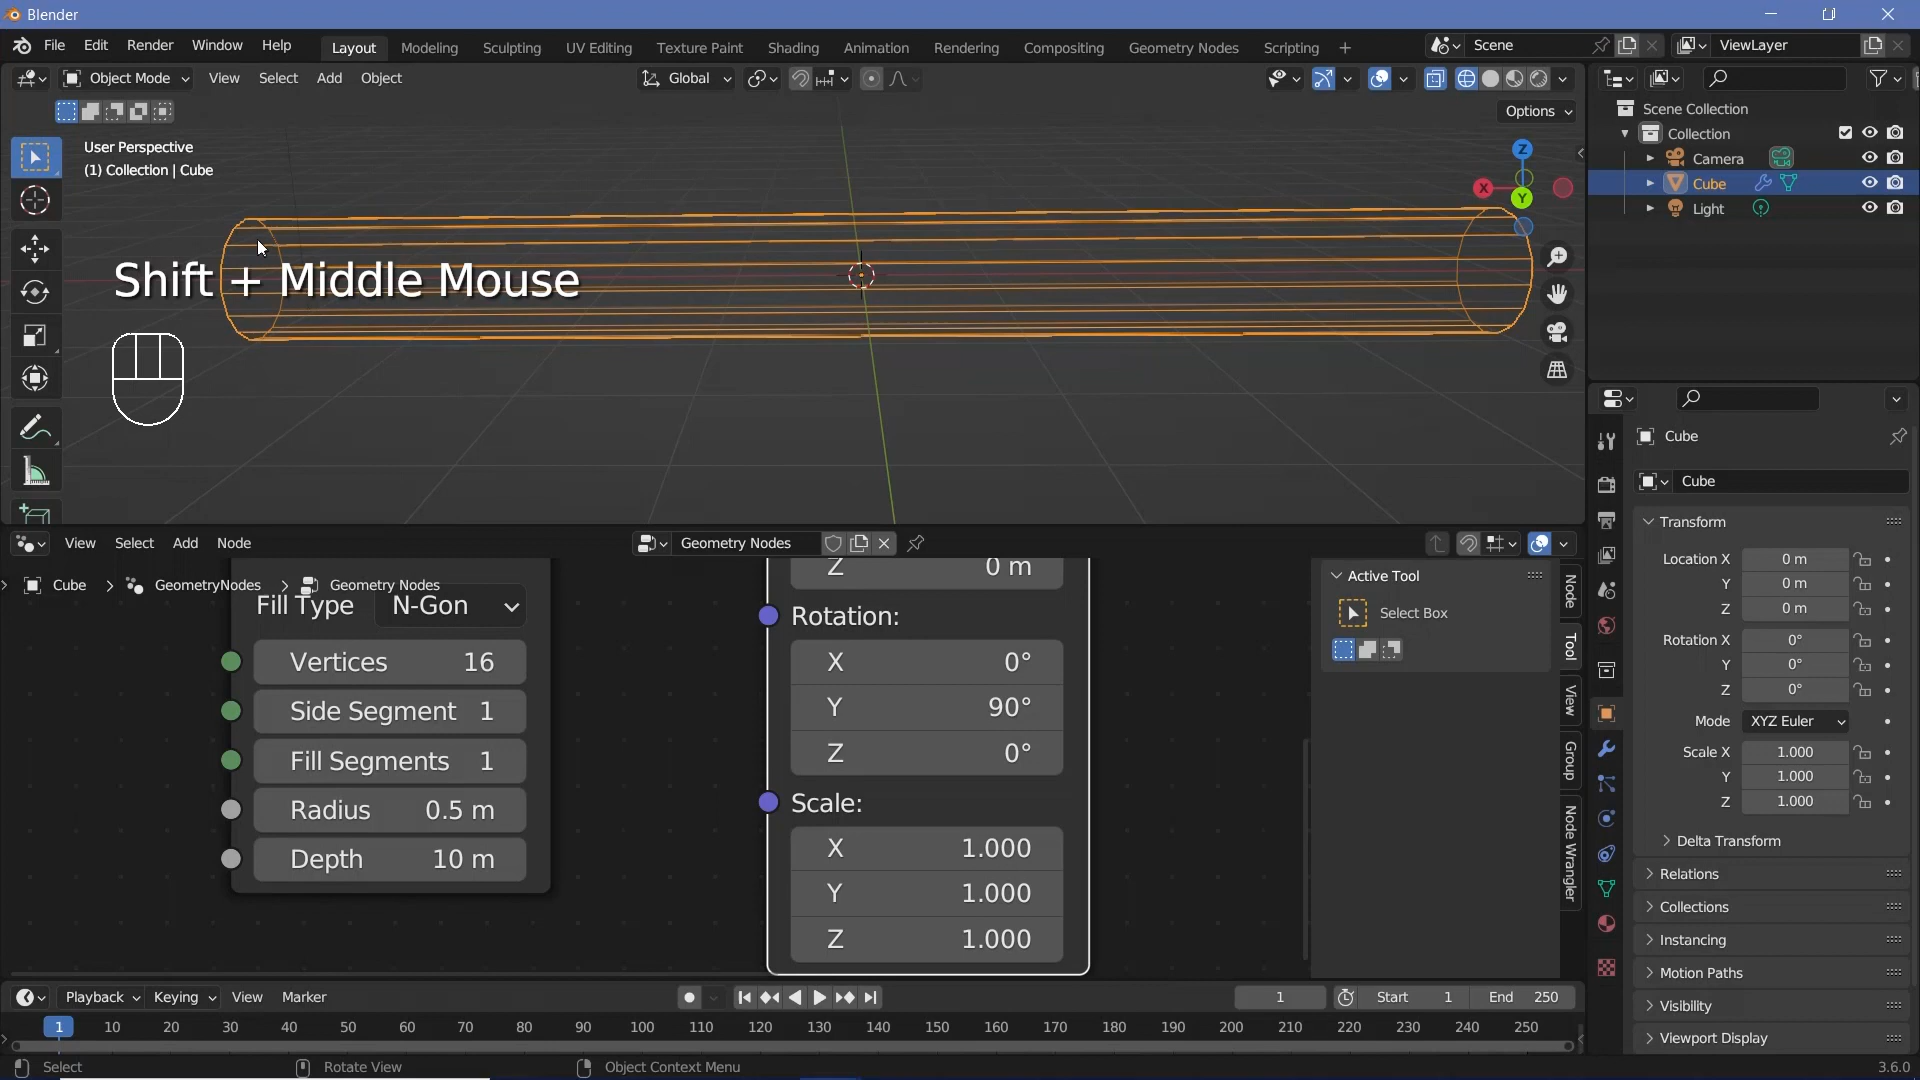 Blender
File Edit Render Window Help Layout Modeling Sculpting UV Editing Texture Paint Shading Animation Rendering Compositing Geometry Nodes Scripting + Scene ViewLayer
Object Mode View Select Add Object Global
Options
User Perspective
(1) Collection | Cube
Z
X
Y
Shift + Middle Mouse
Scene Collection
Collection
Camera
Cube
Light
Cube
Cube
Transform
Location X 0 m
Y 0 m
Z 0 m
Rotation X 0°
Y 0°
Z 0°
Mode XYZ Euler
Scale X 1.000
Y 1.000
Z 1.000
Delta Transform
Relations
Collections
Instancing
Motion Paths
Visibility
Viewport Display
View Select Add Node Geometry Nodes
Cube GeometryNodes Geometry Nodes
Fill Type N-Gon
Vertices 16
Side Segment 1
Fill Segments 1
Radius 0.5 m
Depth 10 m
Z 0 m
Rotation:
X 0°
Y 90°
Z 0°
Scale:
X 1.000
Y 1.000
Z 1.000
Active Tool
Select Box
Node
Tool
View
Group
Node Wrangler
Playback Keying View Marker 1 Start 1 End 250
1 10 20 30 40 50 60 70 80 90 100 110 120 130 140 150 160 170 180 190 200 210 220 230 240 250
Select Rotate View Object Context Menu 3.6.0